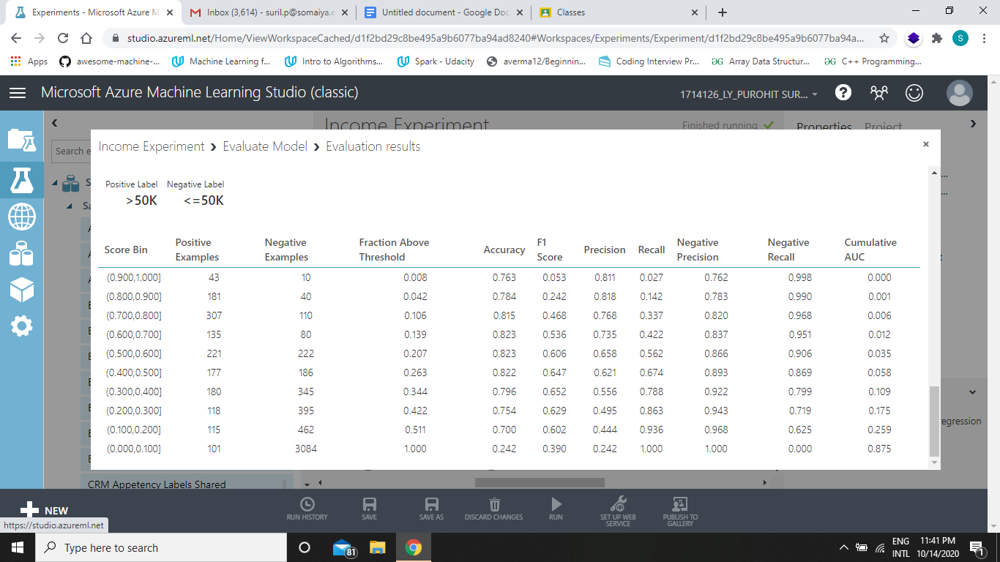 Experiments - Microsoft Azure M
Inbox (3,614) - suril.p@somaiya.e
Untitled document - Google Doc
Classes
studio.azureml.net/Home/ViewWorkspaceCached/d1f2bd29c8be495a9b6077ba94ad8240#Workspaces/Experiments/Experiment/d1f2bd29c8be495a9b6077ba94a...
S
Apps
awesome-machine-...
Machine Learning f...
Intro to Algorithms...
Spark - Udacity
averma12/Beginnin...
Coding Interview Pr...
Array Data Structur...
C++ Programming...
Microsoft Azure Machine Learning Studio (classic)
1714126_LY_PUROHIT SUR...
Income Experiment
Finished running
Properties Project
Search e
Income Experiment > Evaluate Model > Evaluation results
Positive Label Negative Label
>50K <=50K
Score Bin Positive Examples Negative Examples Fraction Above Threshold Accuracy F1 Score Precision Recall Negative Precision Negative Recall Cumulative AUC
(0.900,1.000] 43 10 0.008 0.763 0.053 0.811 0.027 0.762 0.998 0.000
(0.800,0.900] 181 40 0.042 0.784 0.242 0.818 0.142 0.783 0.990 0.001
(0.700,0.800] 307 110 0.106 0.815 0.468 0.768 0.337 0.820 0.968 0.006
(0.600,0.700] 135 80 0.139 0.823 0.536 0.735 0.422 0.837 0.951 0.012
(0.500,0.600] 221 222 0.207 0.823 0.606 0.658 0.562 0.866 0.906 0.035
(0.400,0.500] 177 186 0.263 0.822 0.647 0.621 0.674 0.893 0.869 0.058
(0.300,0.400] 180 345 0.344 0.796 0.652 0.556 0.788 0.922 0.799 0.109
(0.200,0.300] 118 395 0.422 0.754 0.629 0.495 0.863 0.943 0.719 0.175
(0.100,0.200] 115 462 0.511 0.700 0.602 0.444 0.936 0.968 0.625 0.259
(0.000,0.100] 101 3084 1.000 0.242 0.390 0.242 1.000 1.000 0.000 0.875
egression
CRM Appetency Labels Shared
NEW
RUN HISTORY
SAVE
SAVE AS
DISCARD CHANGES
RUN
SET UP WEB SERVICE
PUBLISH TO GALLERY
https://studio.azureml.net
Type here to search
81
ENG
INTL
11:41 PM
10/14/2020
1